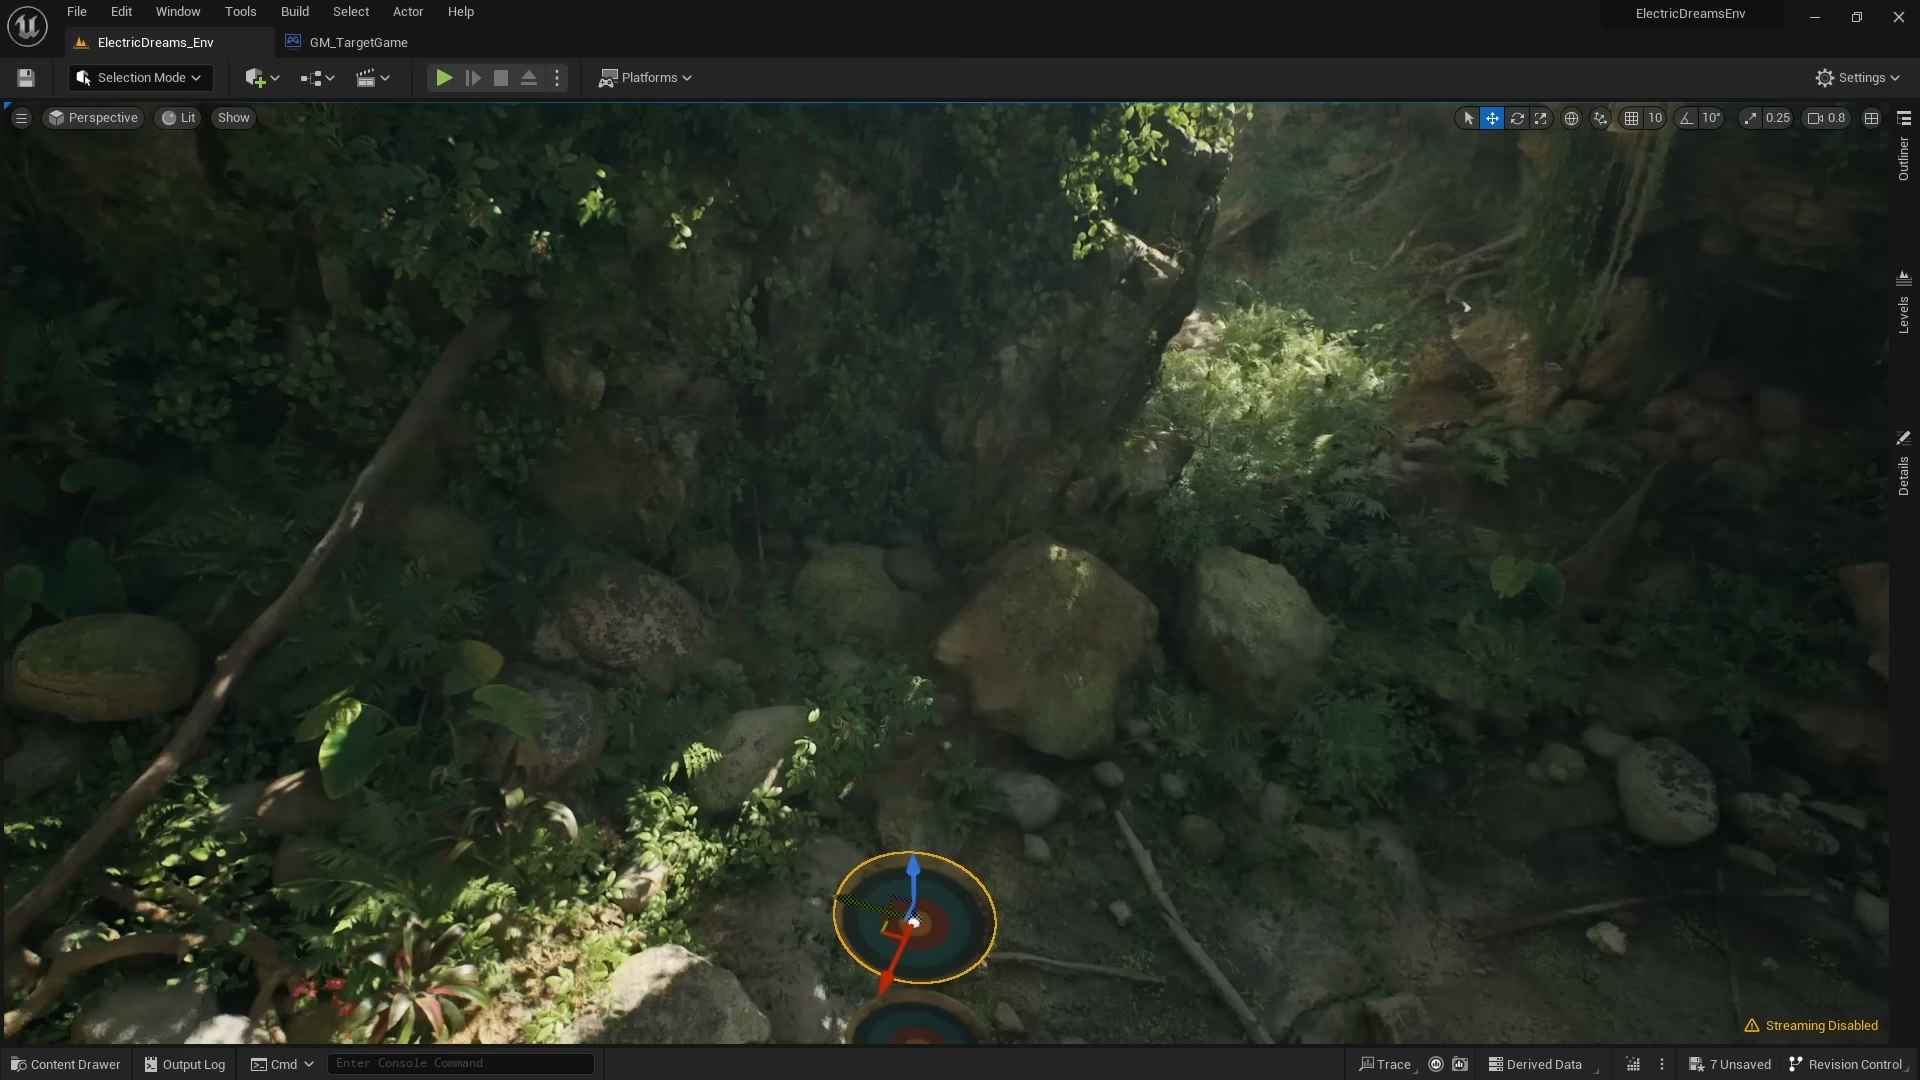 File Edit Window Tools Build Select Actor Help
ElectricDreamsEnv
ElectricDreams_Env
GM_TargetGame
Selection Mode
Platforms
Settings
Perspective
Lit
Show
10
10°
0.25
0.8
Outliner
Levels
Details
Streaming Disabled
Content Drawer
Output Log
Cmd
Enter Console Command
Trace
Derived Data
7 Unsaved
Revision Control